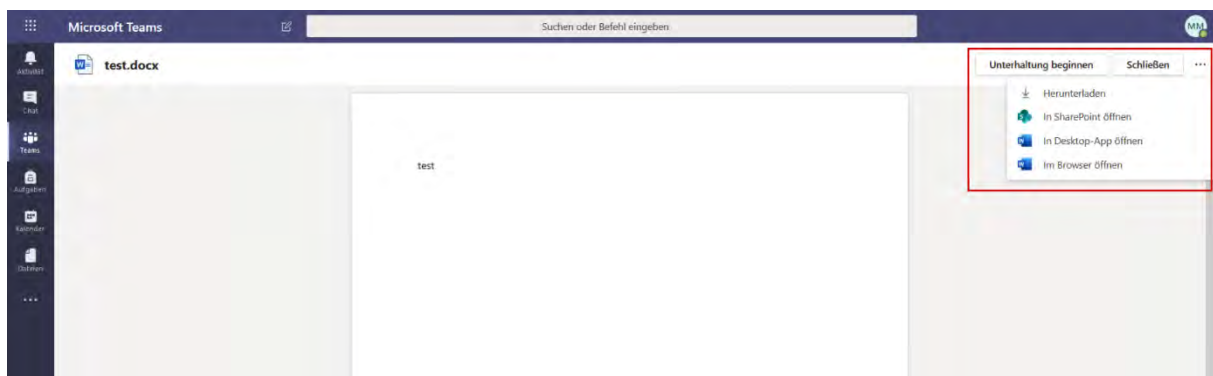 Microsoft Teams
Suchen oder Befehl eingeben
MM
Aktivität
Chat
Teams
Aufgaben
Kalender
Dateien
test.docx
Unterhaltung beginnen
Schließen
Herunterladen
In SharePoint öffnen
In Desktop-App öffnen
Im Browser öffnen
test